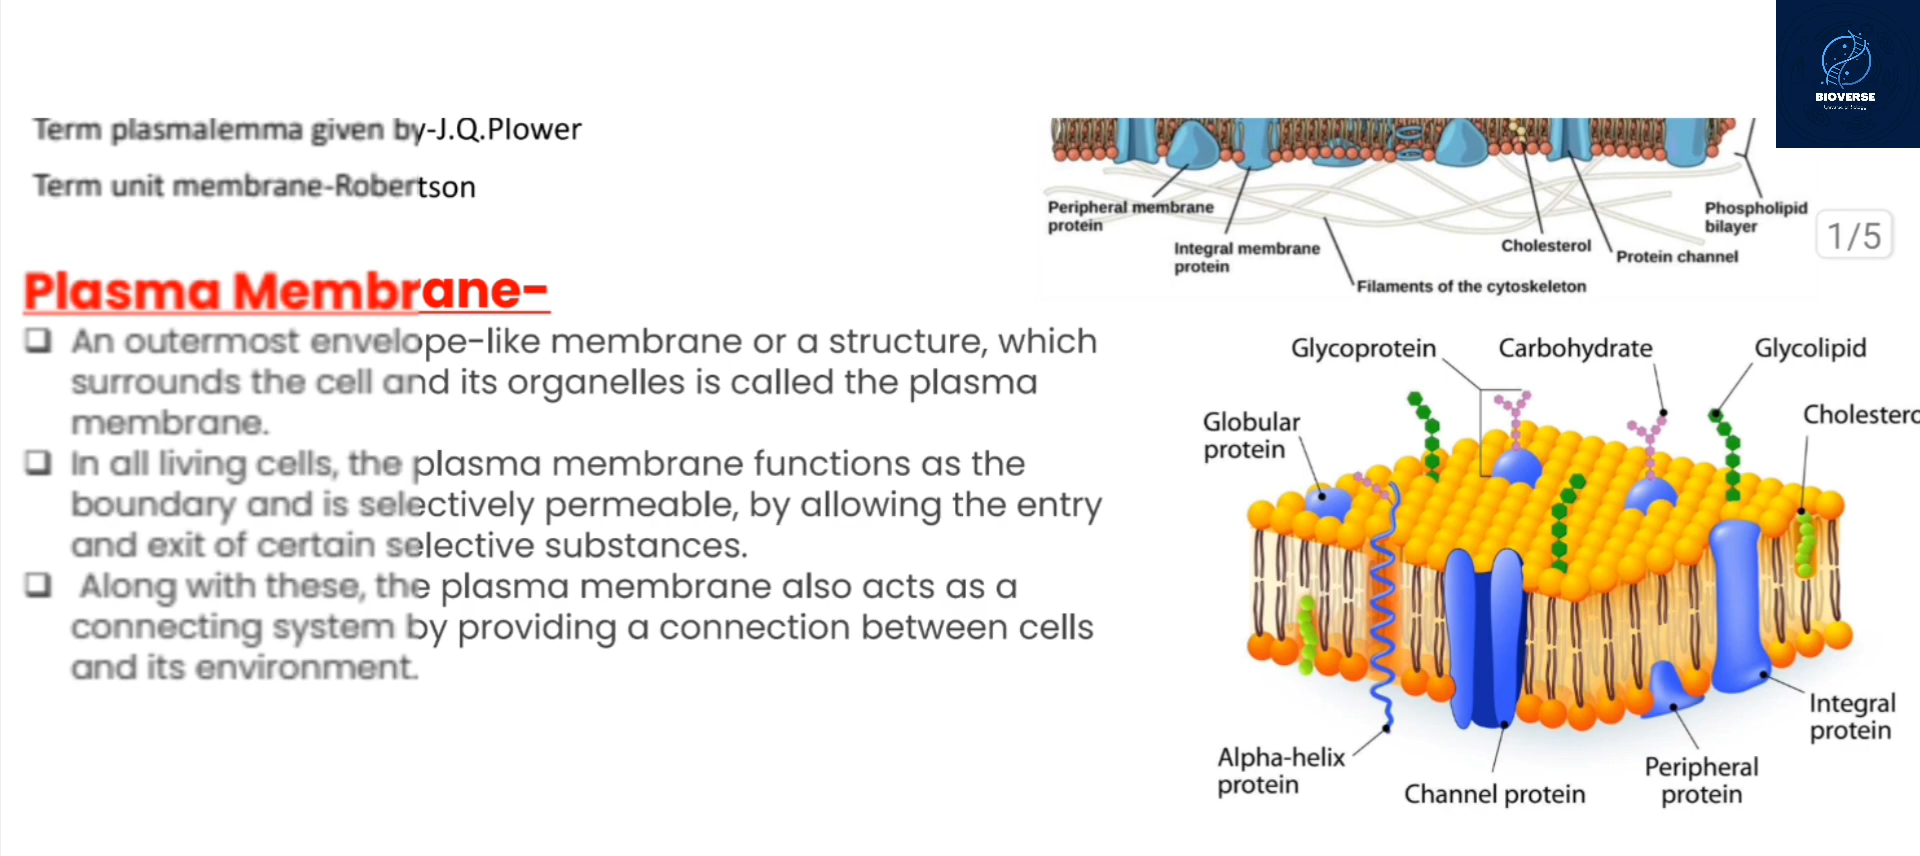 BIOVERSE
Term plasmalemma given by-J.Q.Plower
Term unit membrane-Robertson
Peripheral membrane
protein
Integral membrane
protein
Filaments of the cytoskeleton
Cholesterol
Protein channel
Phospholipid
bilayer
1/5
Plasma Membrane-
❑ An outermost envelope-like membrane or a structure, which
surrounds the cell and its organelles is called the plasma
membrane.
❑ In all living cells, the plasma membrane functions as the
boundary and is selectively permeable, by allowing the entry
and exit of certain selective substances.
❑ Along with these, the plasma membrane also acts as a
connecting system by providing a connection between cells
and its environment.
Glycoprotein
Carbohydrate
Glycolipid
Globular
protein
Cholestero
Alpha-helix
protein
Channel protein
Peripheral
protein
Integral
protein